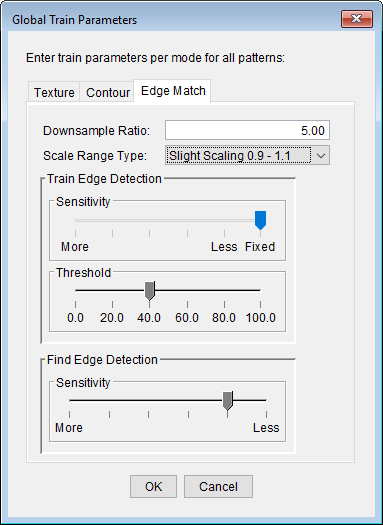 Global Train Parameters
Enter train parameters per mode for all patterns:
Texture Contour Edge Match
Downsample Ratio: 5.00
Scale Range Type: Slight Scaling 0.9 - 1.1
Train Edge Detection
Sensitivity
More Less Fixed
Threshold
0.0 20.0 40.0 60.0 80.0 100.0
Find Edge Detection
Sensitivity
More Less
OK Cancel